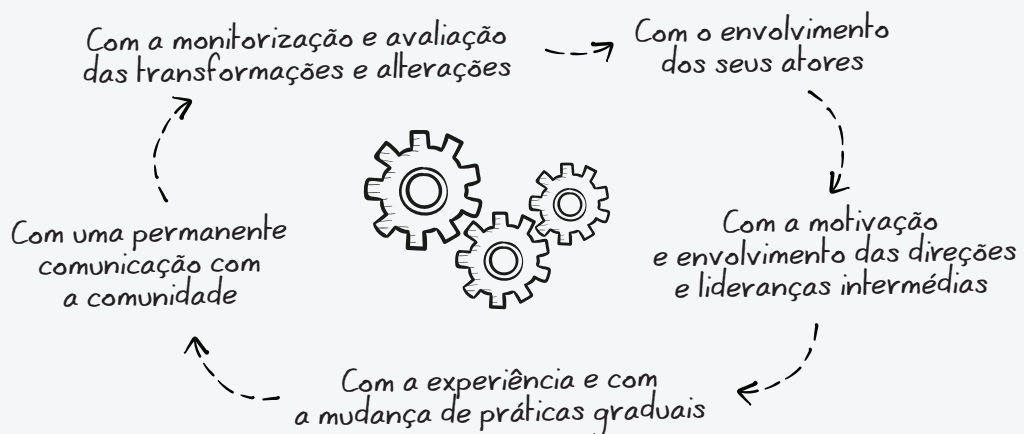 Com a monitorização e avaliação
das transformações e alterações
Com o envolvimento
dos seus atores
Com a motivação
e envolvimento das direções
e lideranças intermédias
Com a experiência e com
a mudança de práticas graduais
Com uma permanente
comunicação com
a comunidade